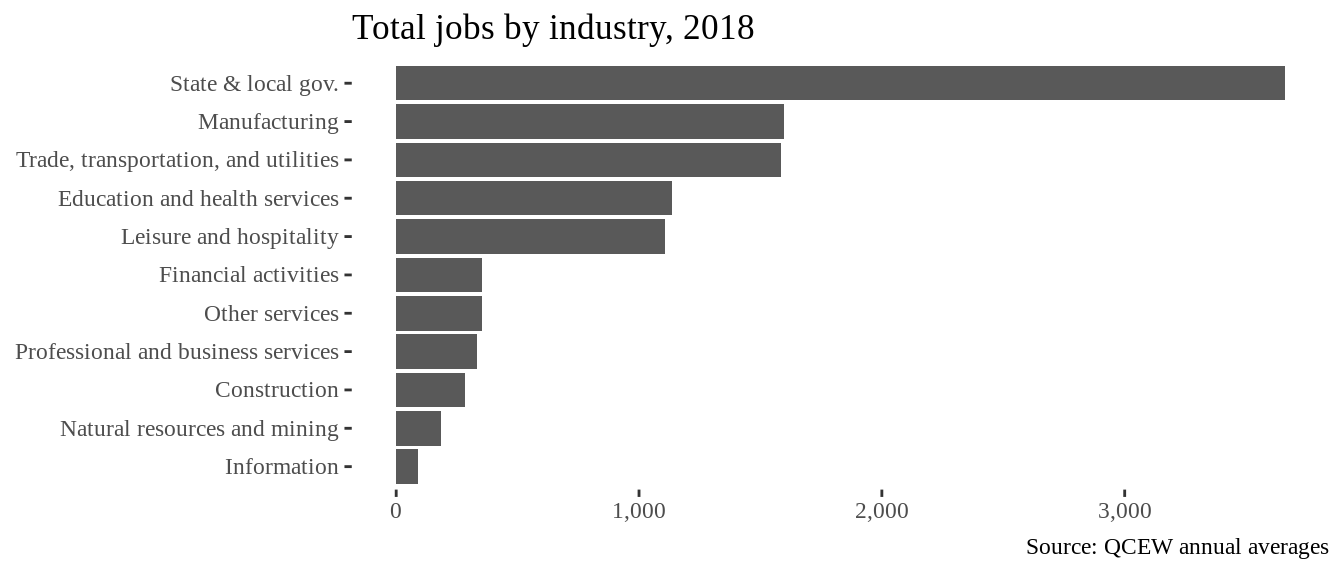 Total jobs by industry, 2018
State & local gov.
Manufacturing
Trade, transportation, and utilities
Education and health services
Leisure and hospitality
Financial activities
Other services
Professional and business services
Construction
Natural resources and mining
Information
0 1,000 2,000 3,000
Source: QCEW annual averages